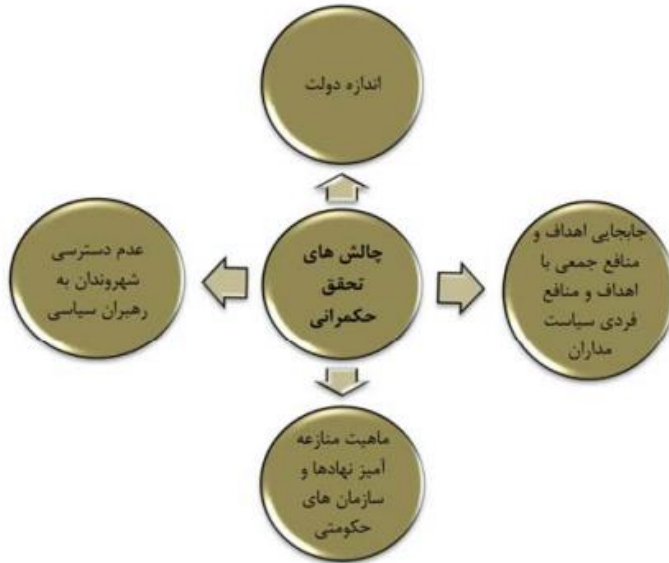 اندازه دولت
جابجایی اهداف و
منافع جمعی با
اهداف و منافع
فردی سیاست
مداران
چالش های
تحقق
حکمرانی
عدم دسترسی
شهروندان به
رهبران سیاسی
ماهیت منازعه
آمیز نهادها و
سازمان های
حکومتی